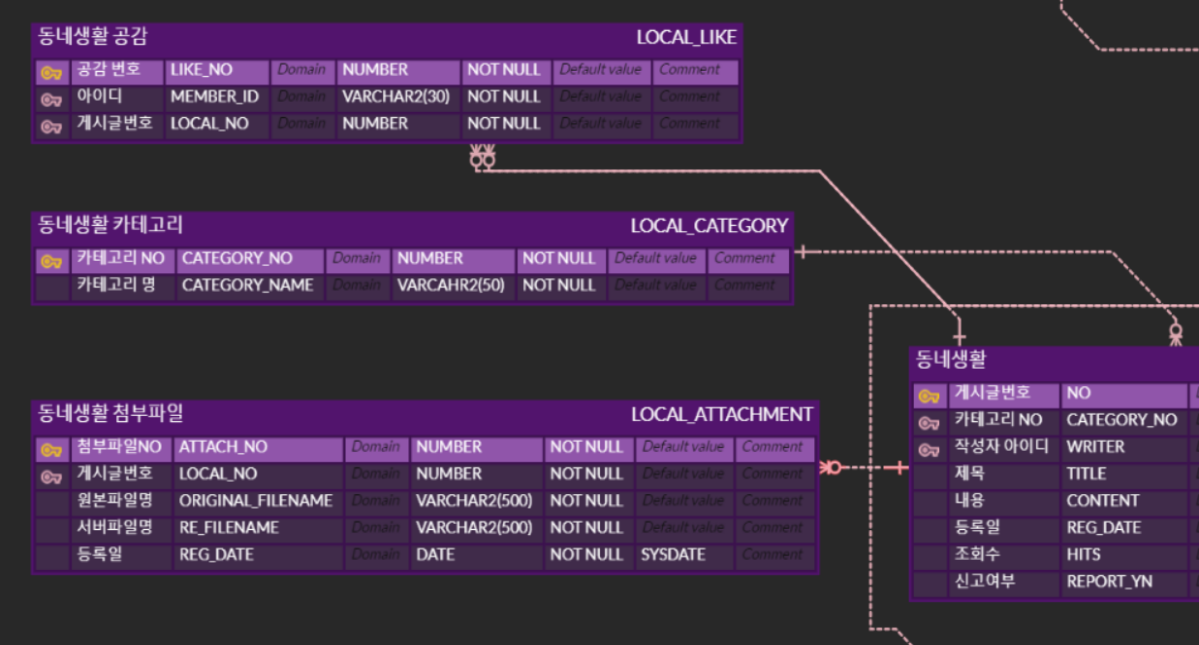 동네생활 공감 LOCAL_LIKE
공감 번호 LIKE_NO Domain NUMBER NOT NULL Default value Comment
아이디 MEMBER_ID Domain VARCHAR2(30) NOT NULL Default value Comment
게시글번호 LOCAL_NO Domain NUMBER NOT NULL Default value Comment
동네생활 카테고리 LOCAL_CATEGORY
카테고리 NO CATEGORY_NO Domain NUMBER NOT NULL Default value Comment
카테고리 명 CATEGORY_NAME Domain VARCAHR2(50) NOT NULL Default value Comment
동네생활 첨부파일 LOCAL_ATTACHMENT
첨부파일NO ATTACH_NO Domain NUMBER NOT NULL Default value Comment
게시글번호 LOCAL_NO Domain NUMBER NOT NULL Default value Comment
원본파일명 ORIGINAL_FILENAME Domain VARCHAR2(500) NOT NULL Default value Comment
서버파일명 RE_FILENAME Domain VARCHAR2(500) NOT NULL Default value Comment
등록일 REG_DATE Domain DATE NOT NULL SYSDATE Comment
동네생활
게시글번호 NO
카테고리 NO CATEGORY_NO
작성자 아이디 WRITER
제목 TITLE
내용 CONTENT
등록일 REG_DATE
조회수 HITS
신고여부 REPORT_YN